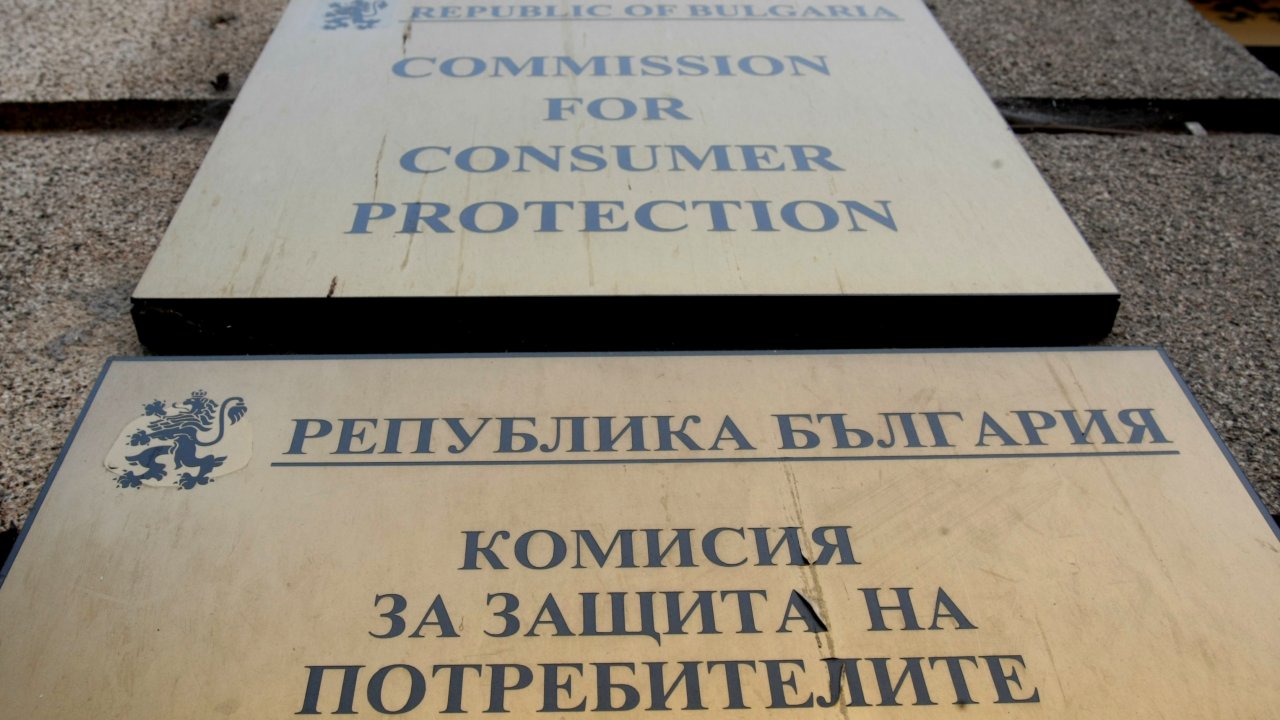 REPUBLIC OF BULGARIA
COMMISSION
FOR
CONSUMER
PROTECTION
РЕПУБЛИКА БЪЛГАРИЯ
КОМИСИЯ
ЗА ЗАЩИТА НА
ПОТРЕБИТЕЛИТЕ